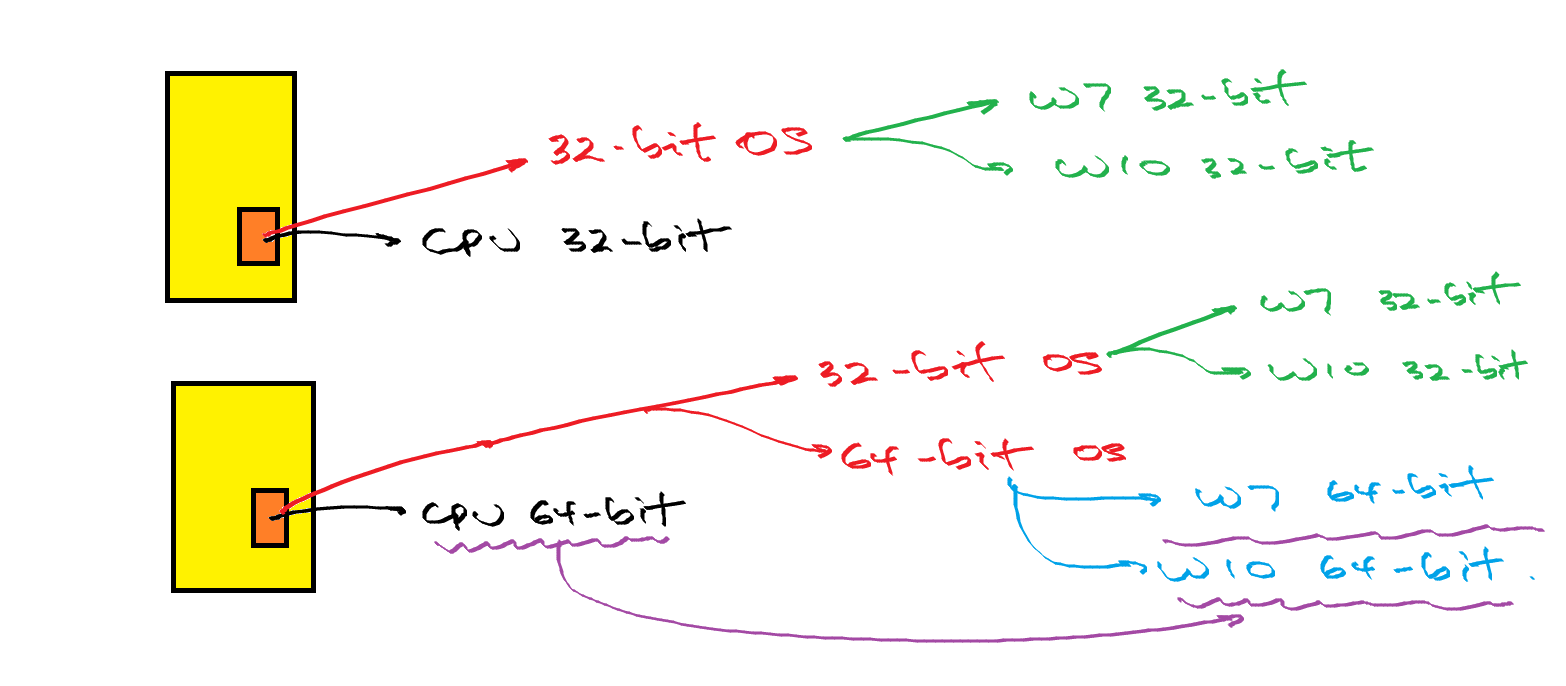 W7 32-bit
32-bit OS
W10 32-bit
CPU 32-bit
W7 32-bit
32-bit OS
W10 32-bit
64-bit OS
W7 64-bit
CPU 64-bit
W10 64-bit.